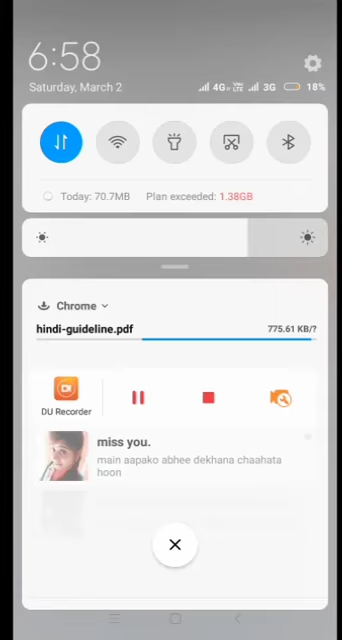 6:58
Saturday, March 2
4G VoLTE 3G 18%
Today: 70.7MB Plan exceeded: 1.38GB
Chrome
hindi-guideline.pdf 775.61 KB/?
DU Recorder
miss you.
main aapako abhee dekhana chaahata
hoon